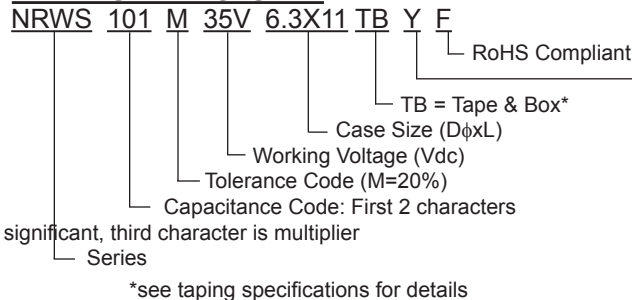 NRWS 101 M 35V 6.3X11 TB Y F
RoHS Compliant
TB = Tape & Box*
Case Size (DϕxL)
Working Voltage (Vdc)
Tolerance Code (M=20%)
Capacitance Code: First 2 characters
significant, third character is multiplier
Series
*see taping specifications for details